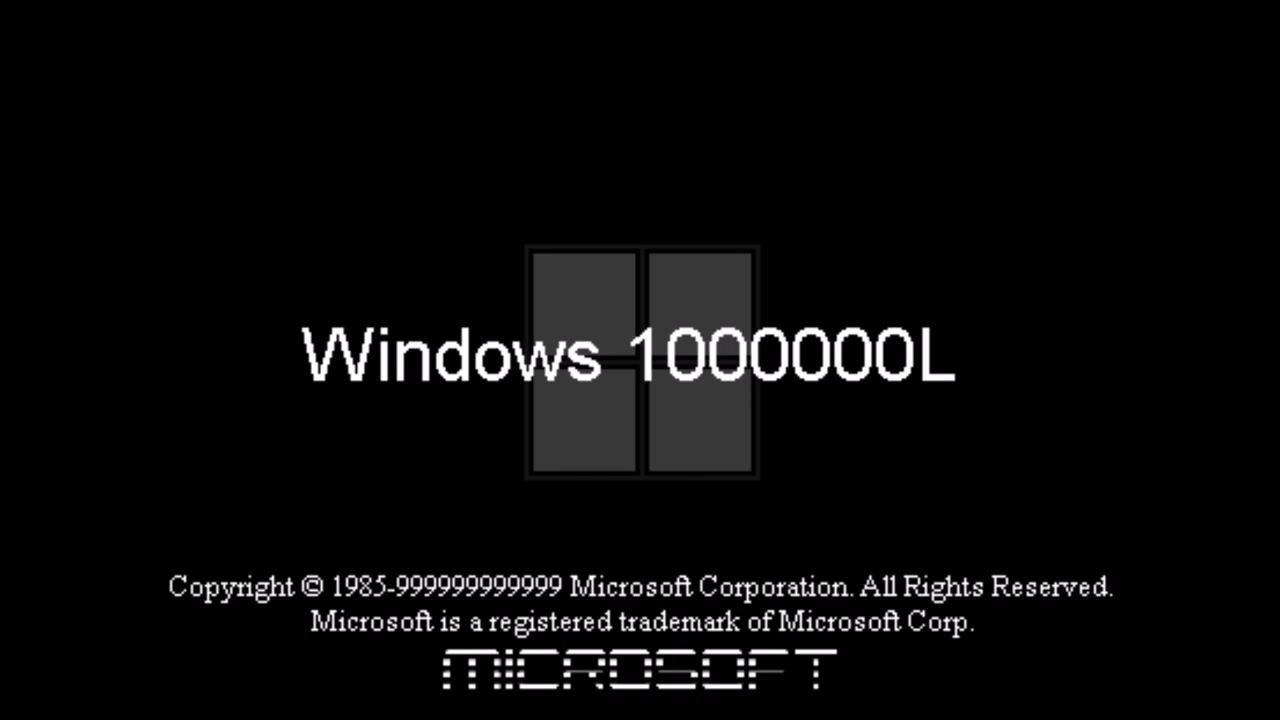 Windows 1000000L
Copyright © 1985-999999999999 Microsoft Corporation. All Rights Reserved.
Microsoft is a registered trademark of Microsoft Corp.
MICROSOFT